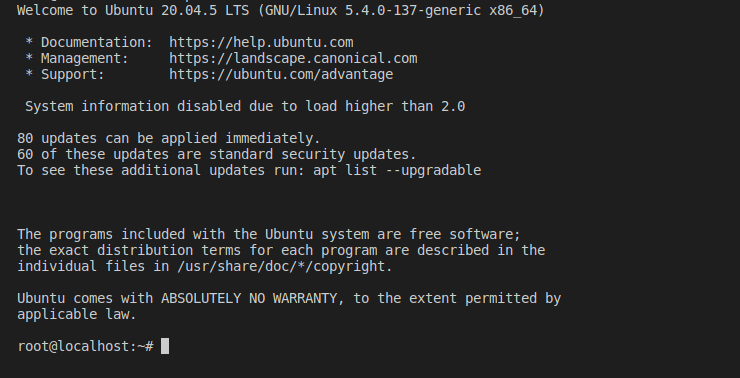 Welcome to Ubuntu 20.04.5 LTS (GNU/Linux 5.4.0-137-generic x86_64)
* Documentation:  https://help.ubuntu.com
* Management:     https://landscape.canonical.com
* Support:        https://ubuntu.com/advantage
System information disabled due to load higher than 2.0
80 updates can be applied immediately.
60 of these updates are standard security updates.
To see these additional updates run: apt list --upgradable
The programs included with the Ubuntu system are free software;
the exact distribution terms for each program are described in the
individual files in /usr/share/doc/*/copyright.
Ubuntu comes with ABSOLUTELY NO WARRANTY, to the extent permitted by
applicable law.
root@localhost:~#